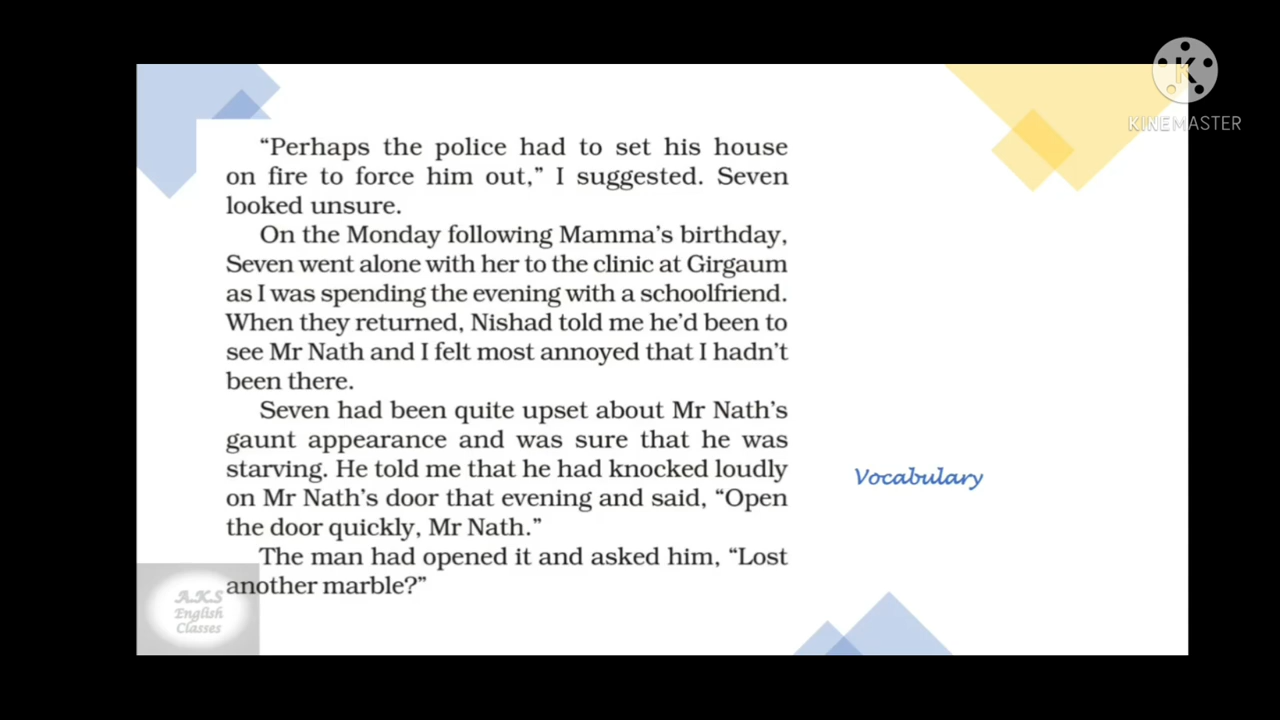 KINEMASTER
“Perhaps the police had to set his house
on fire to force him out,” I suggested. Seven
looked unsure.
On the Monday following Mamma’s birthday,
Seven went alone with her to the clinic at Girgaum
as I was spending the evening with a schoolfriend.
When they returned, Nishad told me he’d been to
see Mr Nath and I felt most annoyed that I hadn’t
been there.
Seven had been quite upset about Mr Nath’s
gaunt appearance and was sure that he was
starving. He told me that he had knocked loudly
on Mr Nath’s door that evening and said, “Open
the door quickly, Mr Nath.”
The man had opened it and asked him, “Lost
another marble?”
Vocabulary
A.K.S
English
Classes